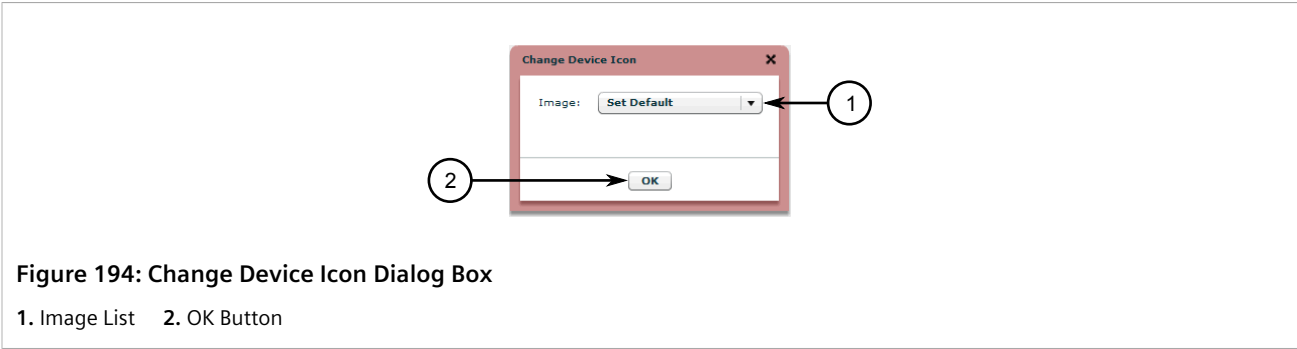 Change Device Icon
Image: Set Default
1
2
OK
Figure 194: Change Device Icon Dialog Box
1. Image List 2. OK Button